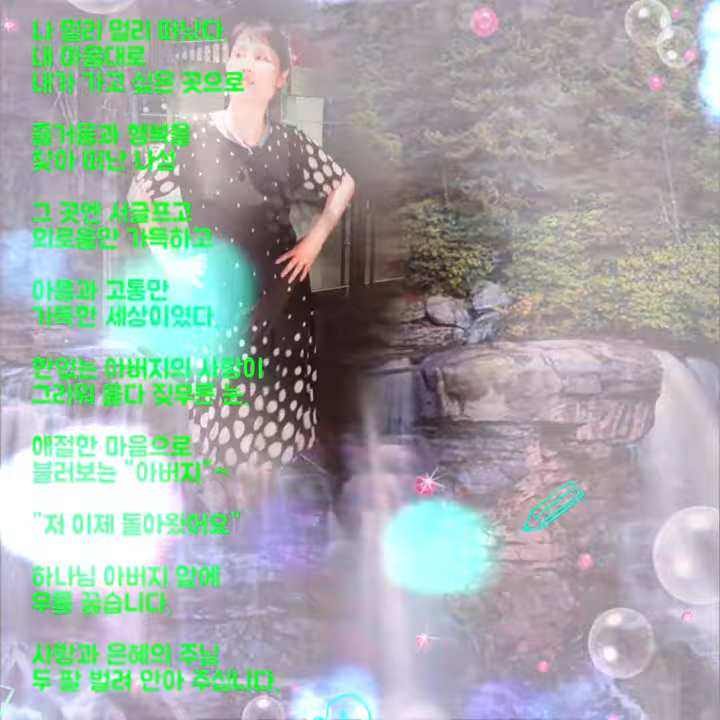 나 멀리 멀리 떠났다.
내 마음대로
내가 가고 싶은 곳으로
즐거움과 행복을
찾아 떠난 나섬
그 곳엔 서글프고
외로움만 가득하고
아픔과 고통만
가득한 세상이였다.
한없는 아버지의 사랑이
그리워 울다 짖무른 눈
애절한 마음으로
불러보는 "아버지"~
"저 이제 돌아왔어요"
하나님 아버지 앞에
무릎 꿇습니다.
사랑과 은혜의 주님
두 팔 벌려 안아 주십니다.